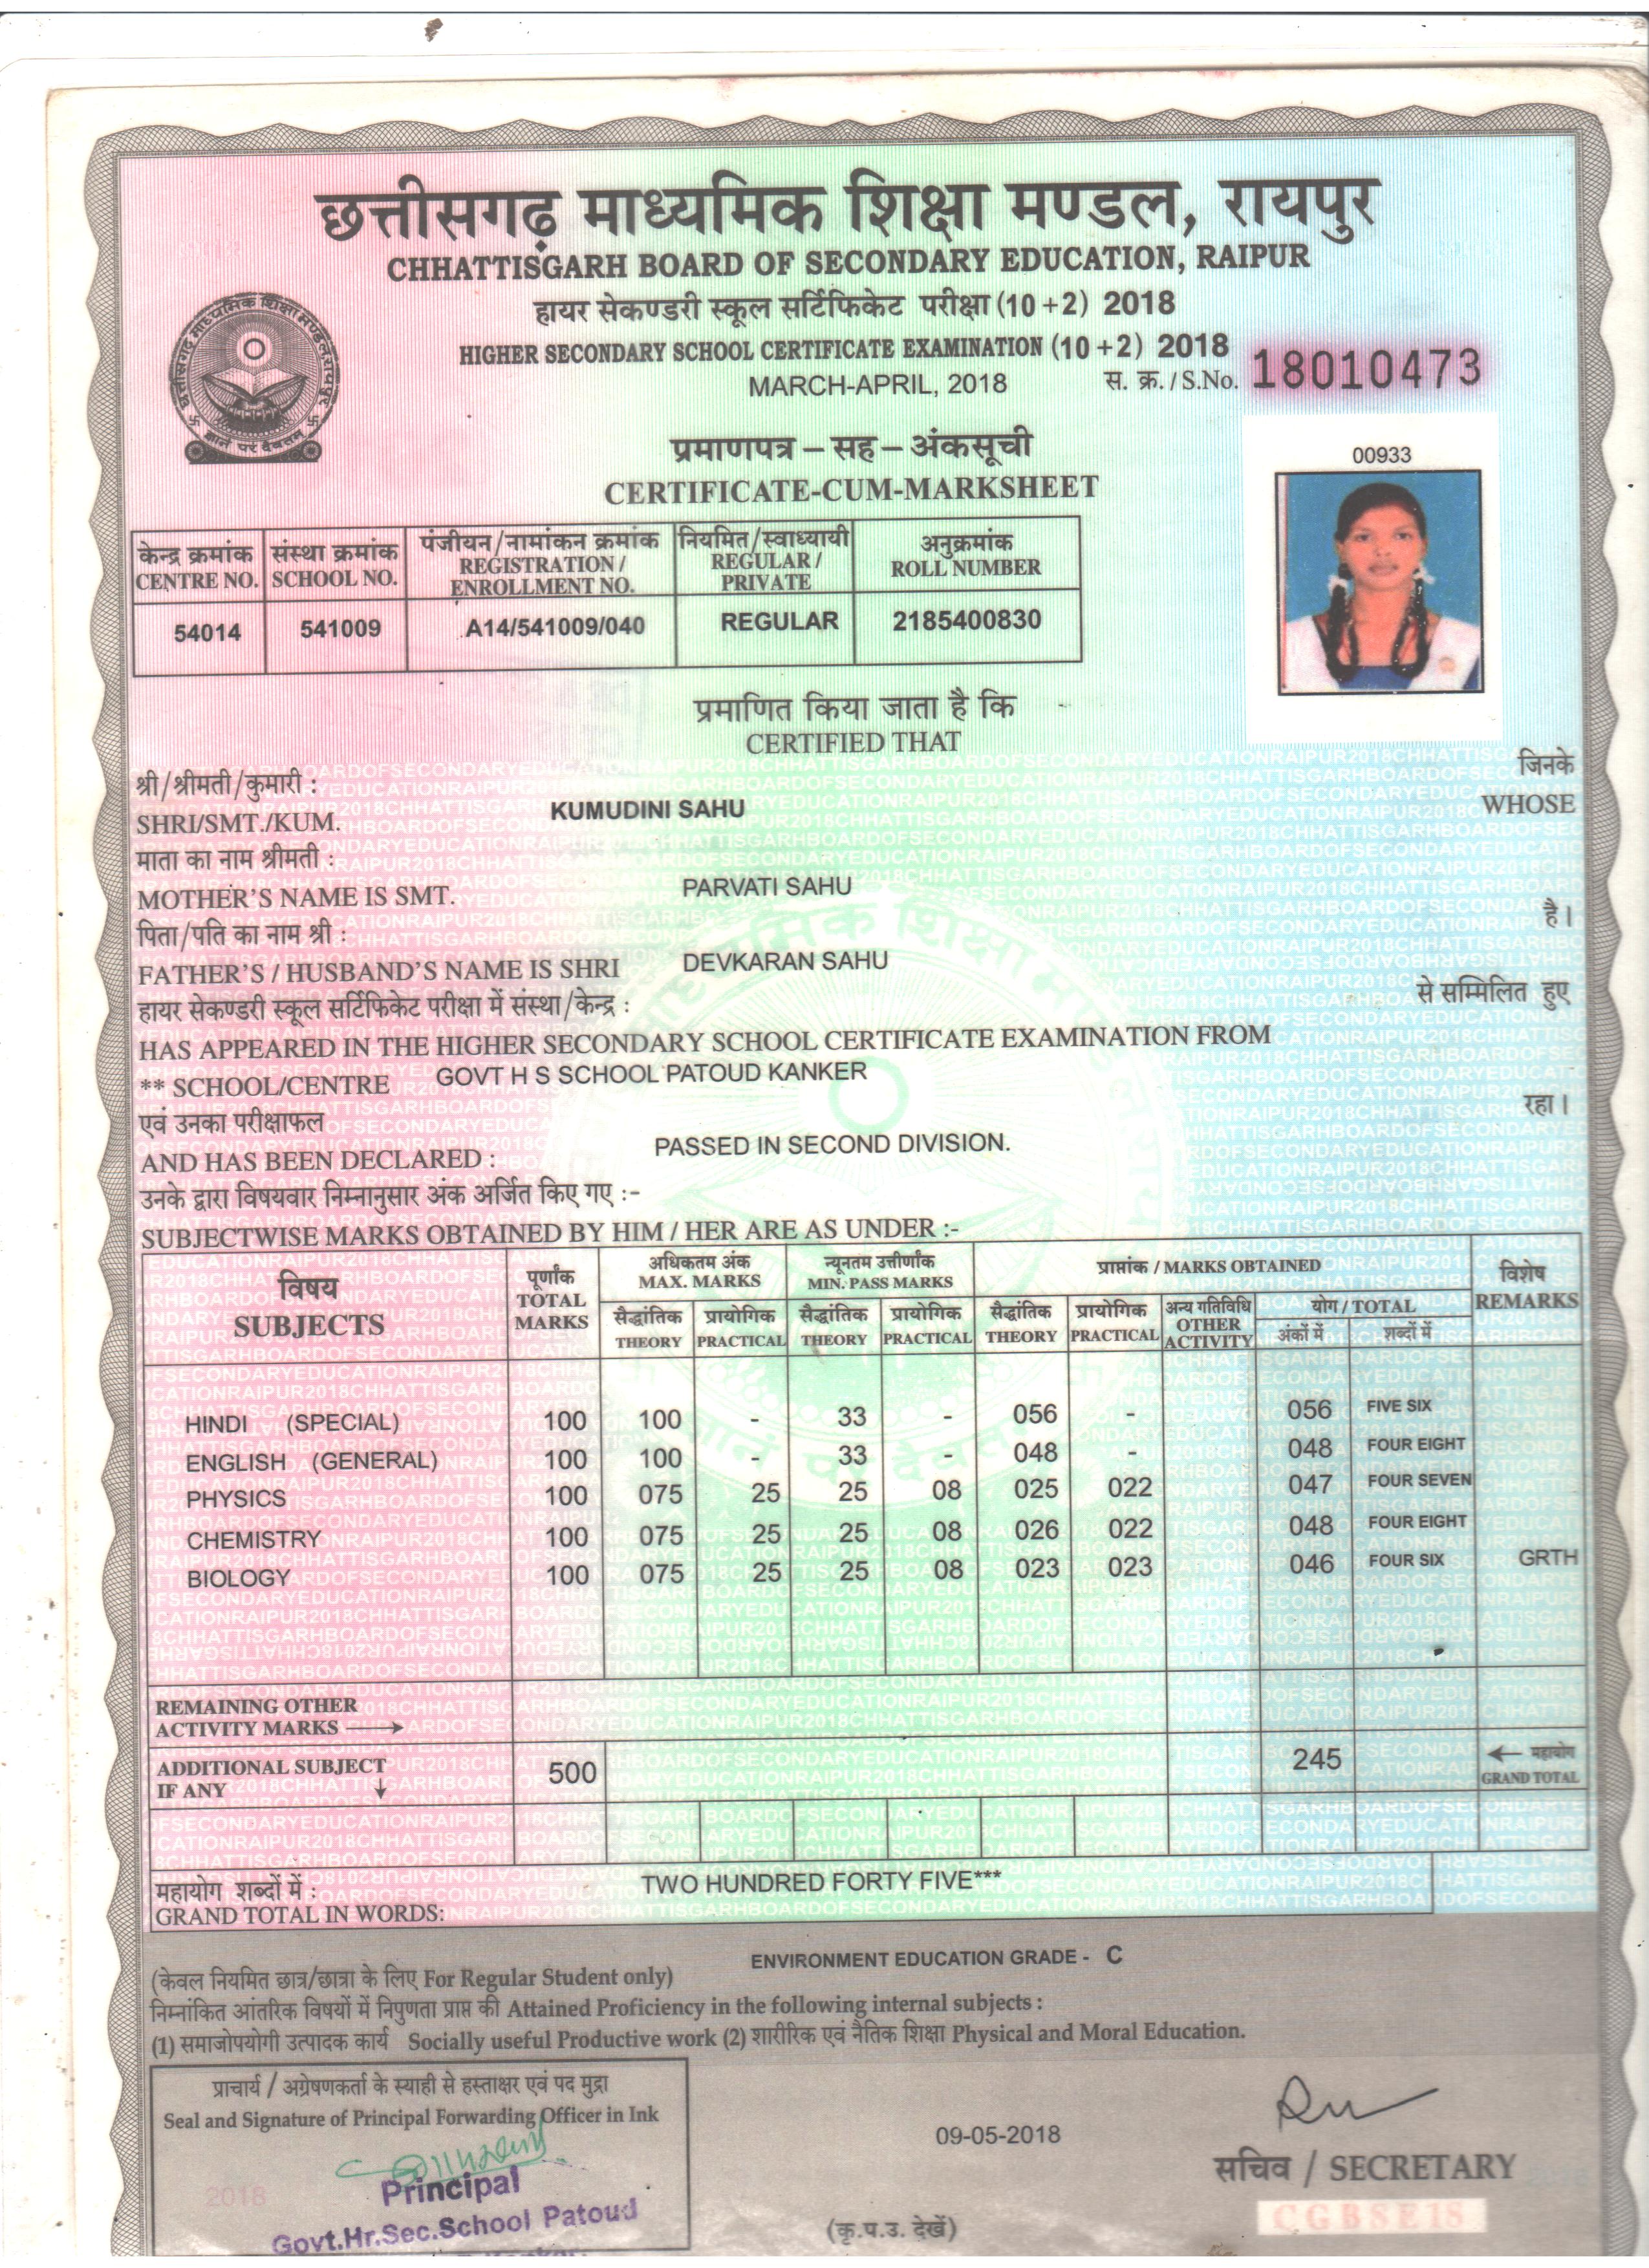 छत्तीसगढ़ माध्यमिक शिक्षा मण्डल, रायपुर
CHHATTISGARH BOARD OF SECONDARY EDUCATION, RAIPUR
हायर सेकण्डरी स्कूल सर्टिफिकेट परीक्षा (10+2) 2018
HIGHER SECONDARY SCHOOL CERTIFICATE EXAMINATION (10+2) 2018
MARCH-APRIL, 2018 स. क्र. / S.No. 18010473
प्रमाणपत्र – सह – अंकसूची
00933
CERTIFICATE-CUM-MARKSHEET
केन्द्र क्रमांक संस्था क्रमांक पंजीयन/नामांकन क्रमांक नियमित/स्वाध्यायी अनुक्रमांक
CENTRE NO. SCHOOL NO. REGISTRATION / ENROLLMENT NO. REGULAR / PRIVATE ROLL NUMBER
54014 541009 A14/541009/040 REGULAR 2185400830
प्रमाणित किया जाता है कि
CERTIFIED THAT
श्री/श्रीमती/कुमारी : जिनके
SHRI/SMT./KUM. KUMUDINI SAHU WHOSE
माता का नाम श्रीमती :
MOTHER'S NAME IS SMT. PARVATI SAHU
पिता/पति का नाम श्री : है।
FATHER'S / HUSBAND'S NAME IS SHRI DEVKARAN SAHU
हायर सेकण्डरी स्कूल सर्टिफिकेट परीक्षा में संस्था/केन्द्र : से सम्मिलित हुए
HAS APPEARED IN THE HIGHER SECONDARY SCHOOL CERTIFICATE EXAMINATION FROM
** SCHOOL/CENTRE GOVT H S SCHOOL PATOUD KANKER
एवं उनका परीक्षाफल रहा।
AND HAS BEEN DECLARED : PASSED IN SECOND DIVISION.
उनके द्वारा विषयवार निम्नानुसार अंक अर्जित किए गए :-
SUBJECTWISE MARKS OBTAINED BY HIM / HER ARE AS UNDER :-
विषय पूर्णांक अधिकतम अंक न्यूनतम उत्तीर्णांक प्राप्तांक / MARKS OBTAINED विशेष
SUBJECTS TOTAL MARKS MAX. MARKS MIN. PASS MARKS REMARKS
सैद्धांतिक प्रायोगिक सैद्धांतिक प्रायोगिक सैद्धांतिक प्रायोगिक अन्य गतिविधि योग / TOTAL
THEORY PRACTICAL THEORY PRACTICAL THEORY PRACTICAL OTHER ACTIVITY अंकों में शब्दों में
HINDI (SPECIAL) 100 100 - 33 - 056 - 056 FIVE SIX
ENGLISH (GENERAL) 100 100 - 33 - 048 - 048 FOUR EIGHT
PHYSICS 100 075 25 25 08 025 022 047 FOUR SEVEN
CHEMISTRY 100 075 25 25 08 026 022 048 FOUR EIGHT
BIOLOGY 100 075 25 25 08 023 023 046 FOUR SIX GRTH
REMAINING OTHER
ACTIVITY MARKS →
ADDITIONAL SUBJECT 500 245 ← महायोग
IF ANY ↓ GRAND TOTAL
महायोग शब्दों में : TWO HUNDRED FORTY FIVE***
GRAND TOTAL IN WORDS:
ENVIRONMENT EDUCATION GRADE - C
(केवल नियमित छात्र/छात्रा के लिए For Regular Student only)
निम्नांकित आंतरिक विषयों में निपुणता प्राप्त की Attained Proficiency in the following internal subjects :
(1) समाजोपयोगी उत्पादक कार्य Socially useful Productive work (2) शारीरिक एवं नैतिक शिक्षा Physical and Moral Education.
प्राचार्य / अग्रेषणकर्ता के स्याही से हस्ताक्षर एवं पद मुद्रा
Seal and Signature of Principal Forwarding Officer in Ink
09-05-2018
सचिव / SECRETARY
2018
Principal
Govt.Hr.Sec.School Patoud
CGBSE18
(कृ.प.उ. देखें)